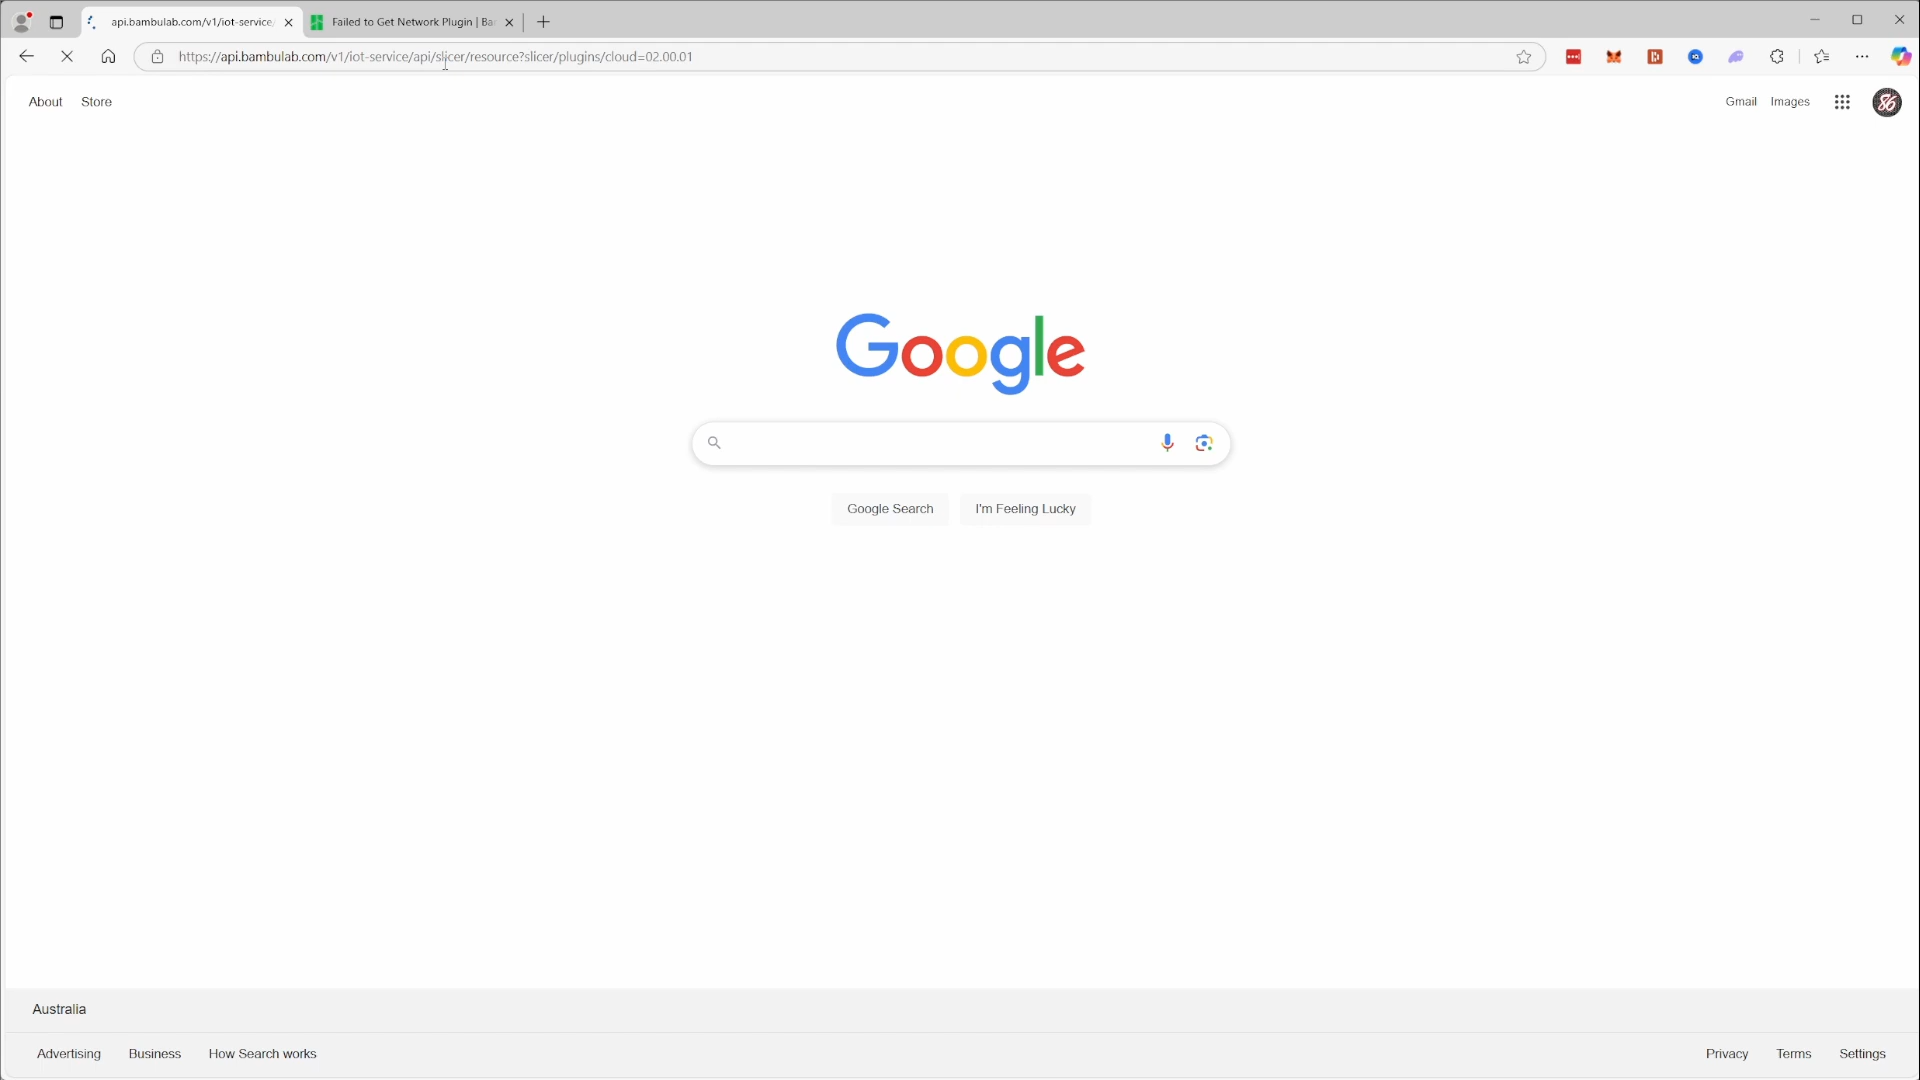 api.bambulab.com/v1/iot-service/
Failed to Get Network Plugin | Ba
https://api.bambulab.com/v1/iot-service/api/slicer/resource?slicer/plugins/cloud=02.00.01
About Store
Gmail Images
86
Google
Google Search I'm Feeling Lucky
Australia
Advertising Business How Search works
Privacy Terms Settings